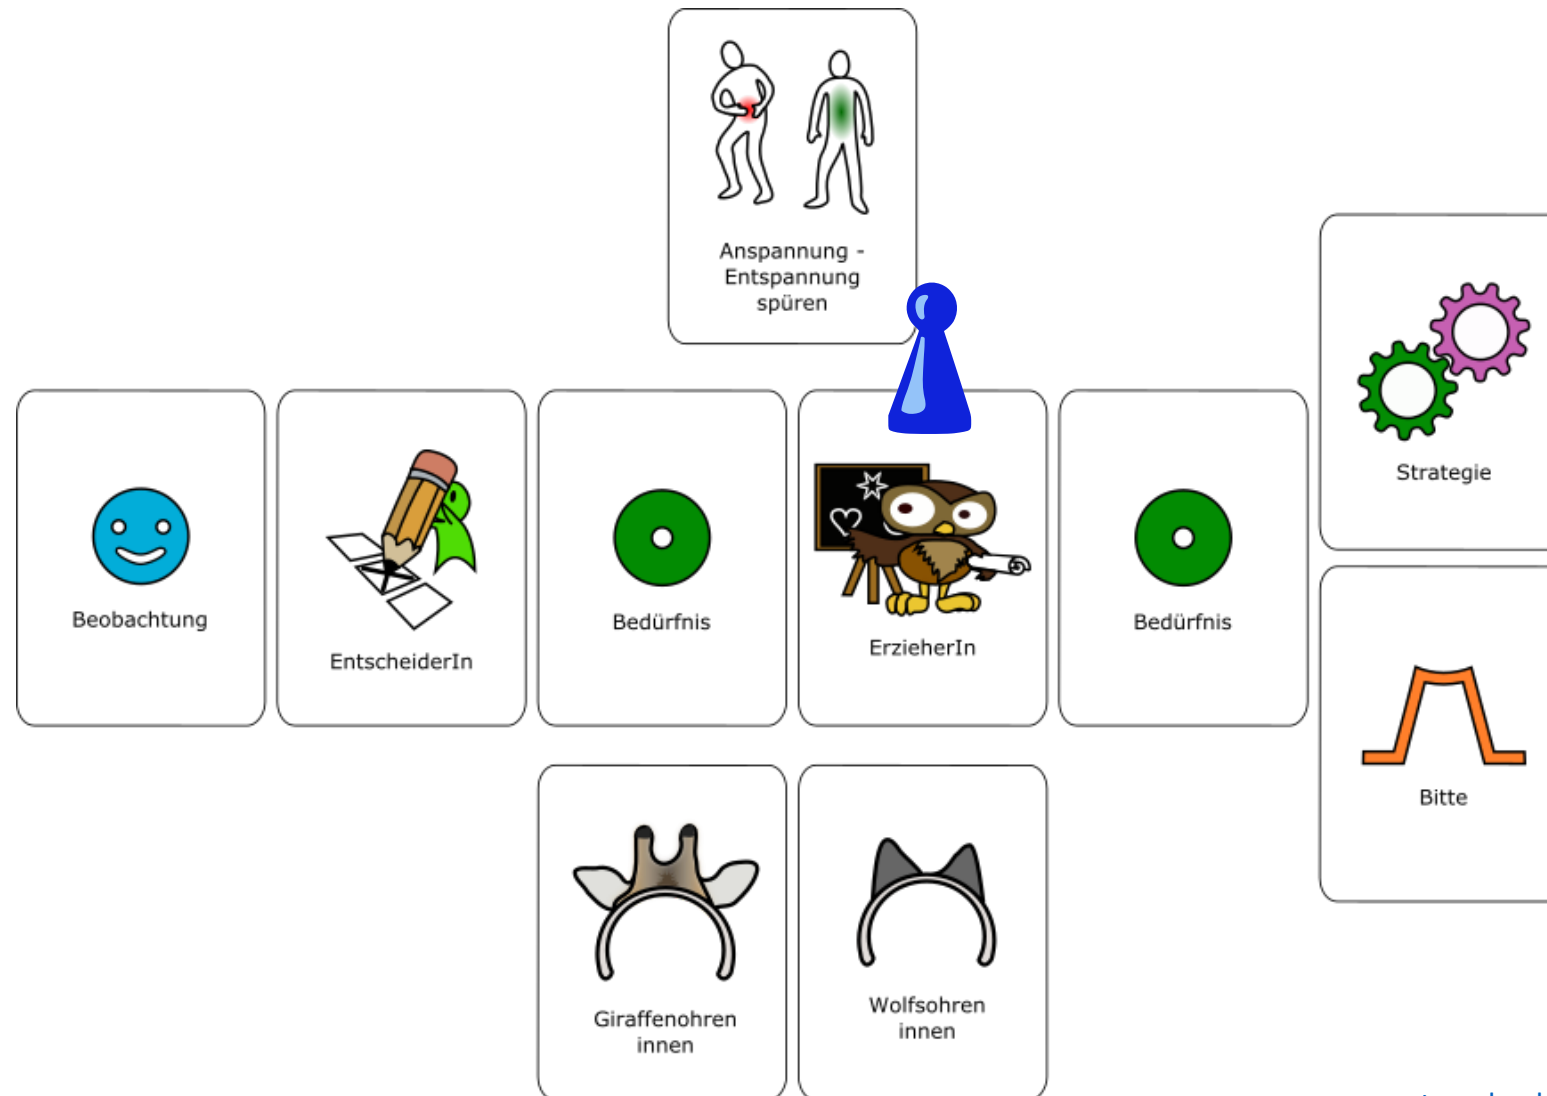 Anspannung -
Entspannung
spüren
Strategie
Beobachtung
EntscheiderIn
Bedürfnis
ErzieherIn
Bedürfnis
Bitte
Giraffenohren
innen
Wolfsohren
innen